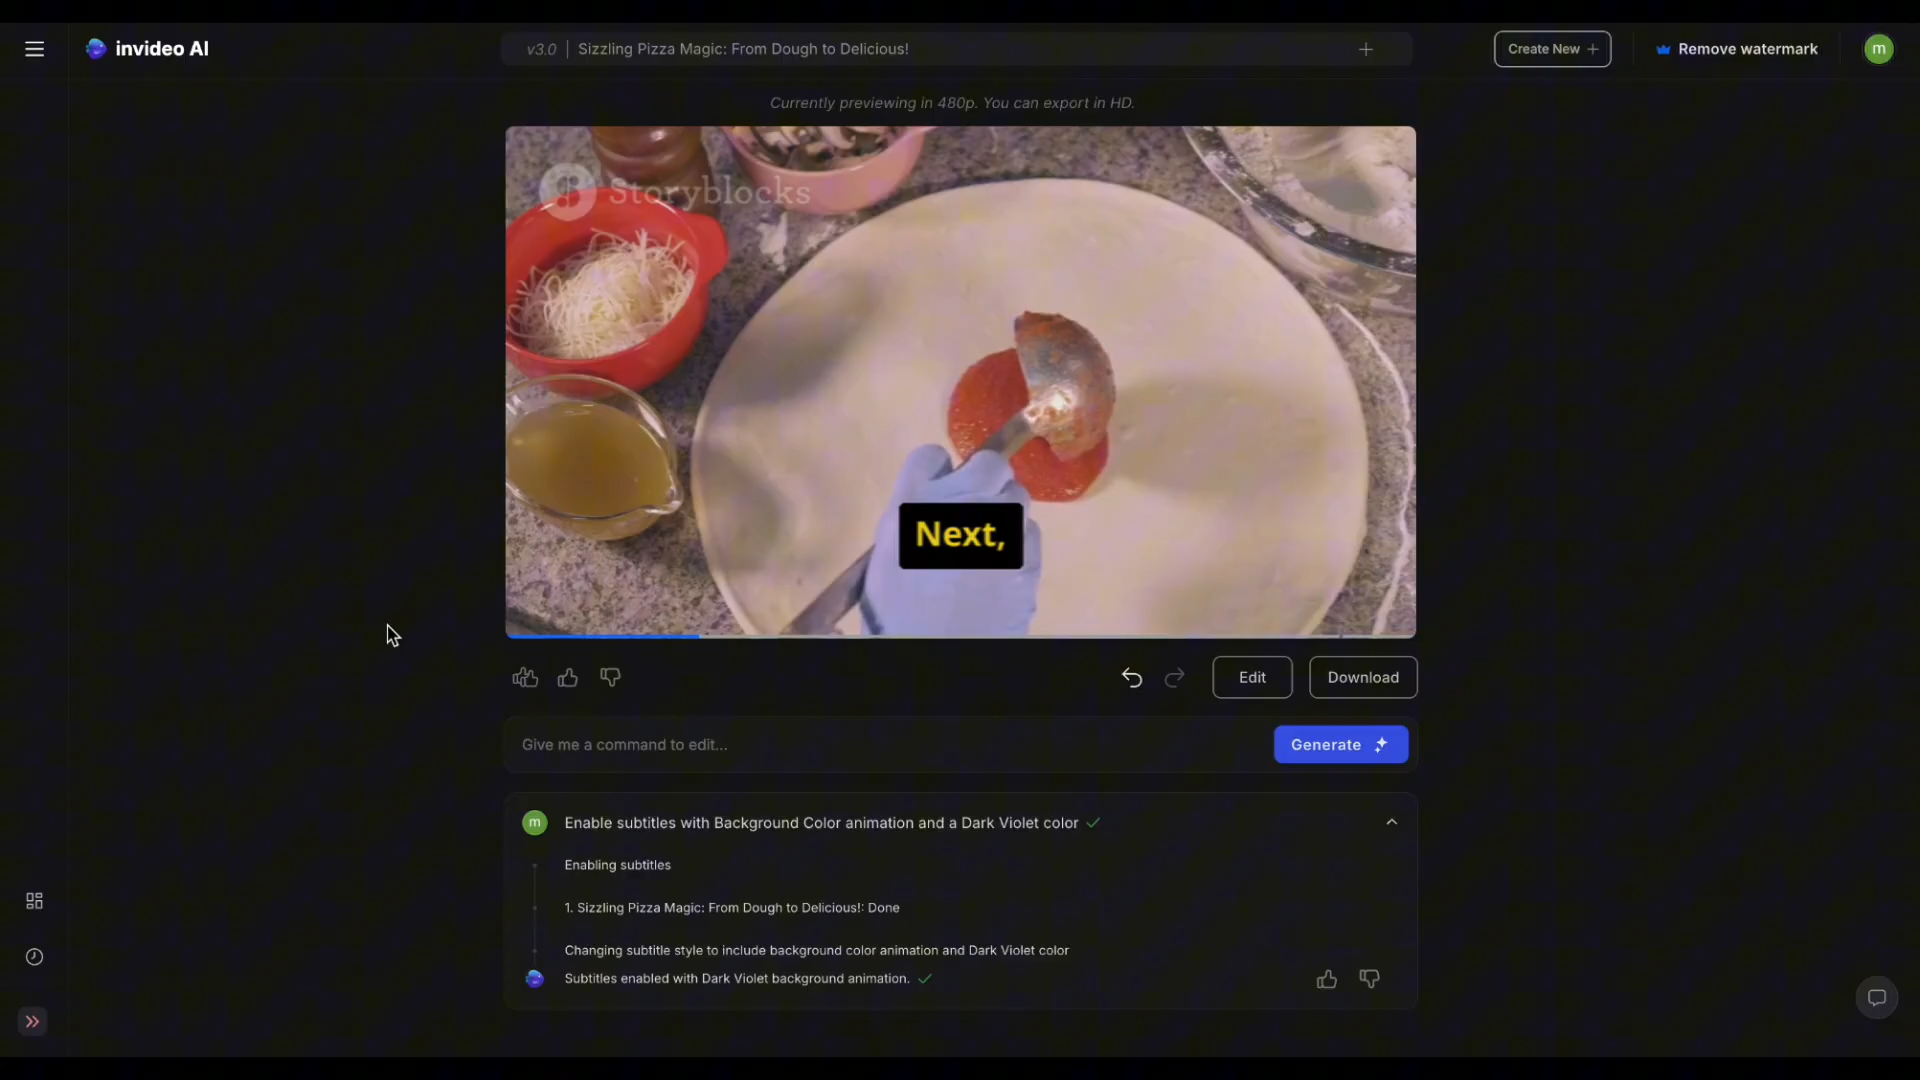 invideo AI
v3.0 | Sizzling Pizza Magic: From Dough to Delicious!
Create New +
Remove watermark
m
Currently previewing in 480p. You can export in HD.
Storyblocks
Next,
Edit
Download
Give me a command to edit...
Generate
m
Enable subtitles with Background Color animation and a Dark Violet color
Enabling subtitles
1. Sizzling Pizza Magic: From Dough to Delicious!: Done
Changing subtitle style to include background color animation and Dark Violet color
Subtitles enabled with Dark Violet background animation.